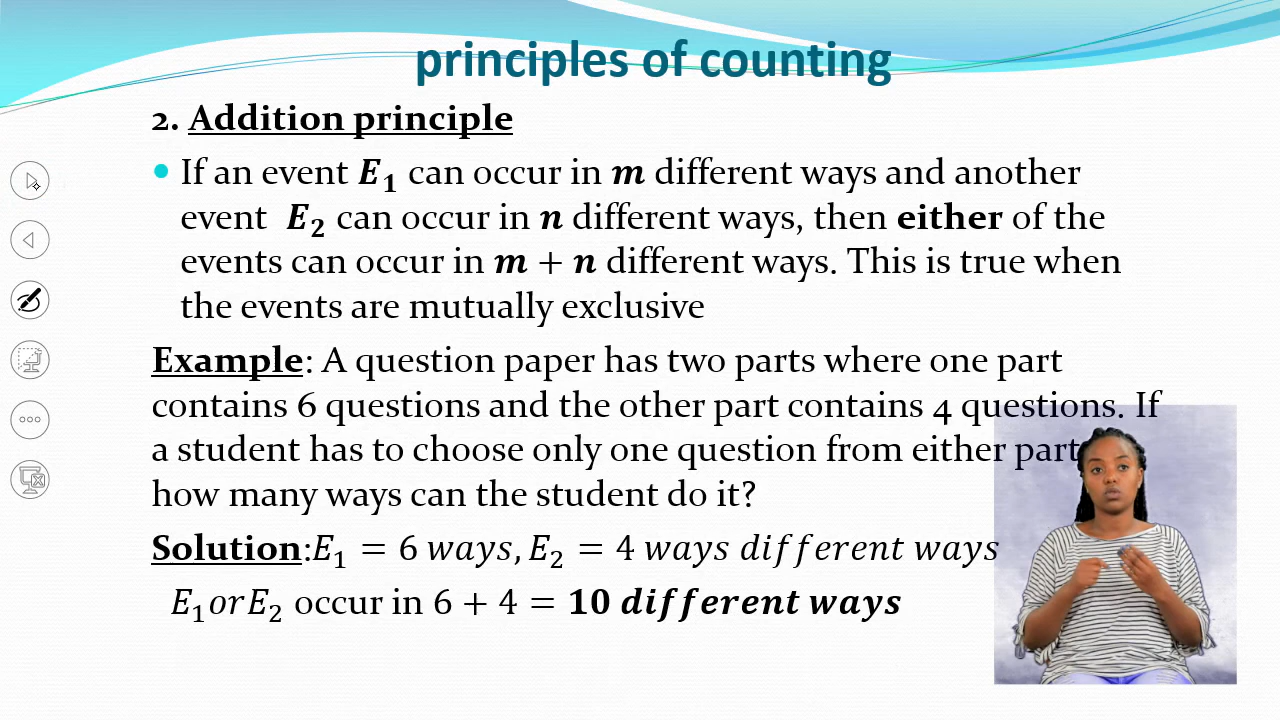 principles of counting
2. Addition principle
• If an event E₁ can occur in m different ways and another
event E₂ can occur in n different ways, then either of the
events can occur in m + n different ways. This is true when
the events are mutually exclusive
Example: A question paper has two parts where one part
contains 6 questions and the other part contains 4 questions. If
a student has to choose only one question from either part
how many ways can the student do it?
Solution:E₁ = 6 ways, E₂ = 4 ways different ways
E₁orE₂ occur in 6 + 4 = 10 different ways